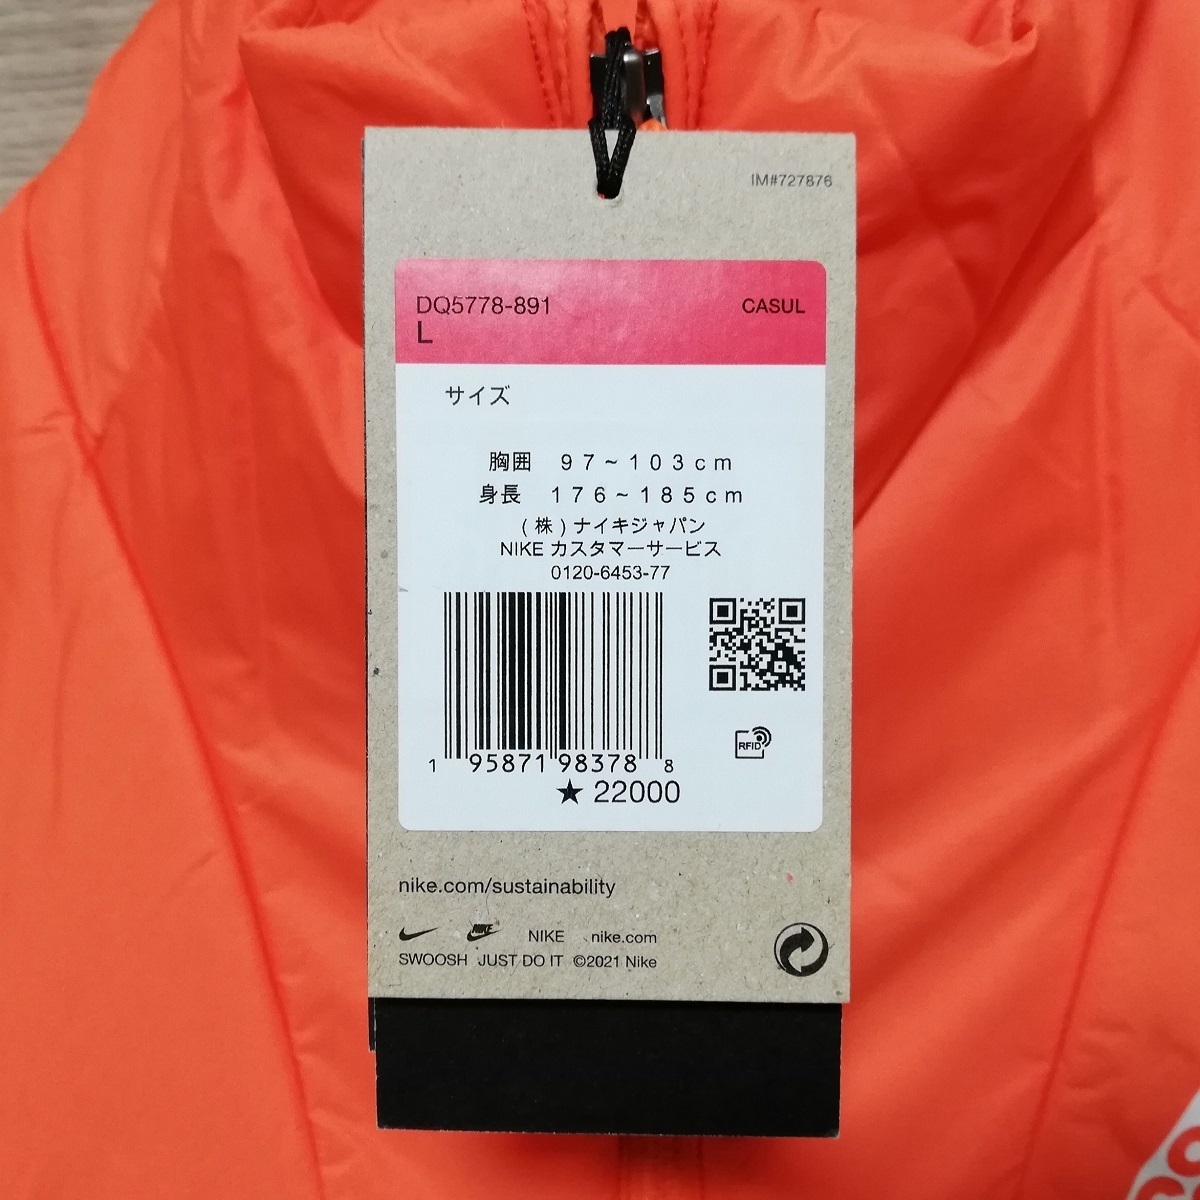 IM#727876
DQ5778-891 CASUL
L
サイズ
胸囲 97~103cm
身長 176~185cm
(株)ナイキジャパン
NIKE カスタマーサービス
0120-6453-77
RFID
1 95871 98378 8
★ 22000
nike.com/sustainability
NIKE NIKE nike.com
SWOOSH JUST DO IT ©2021 Nike